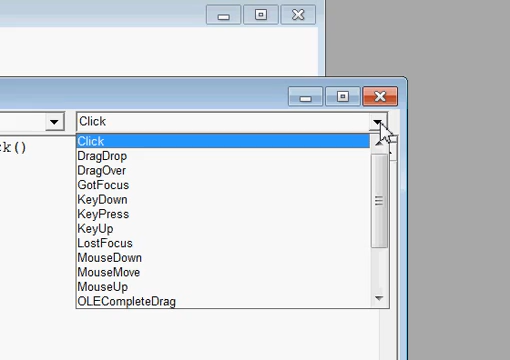 Click
ck()
Click
DragDrop
DragOver
GotFocus
KeyDown
KeyPress
KeyUp
LostFocus
MouseDown
MouseMove
MouseUp
OLECompleteDrag